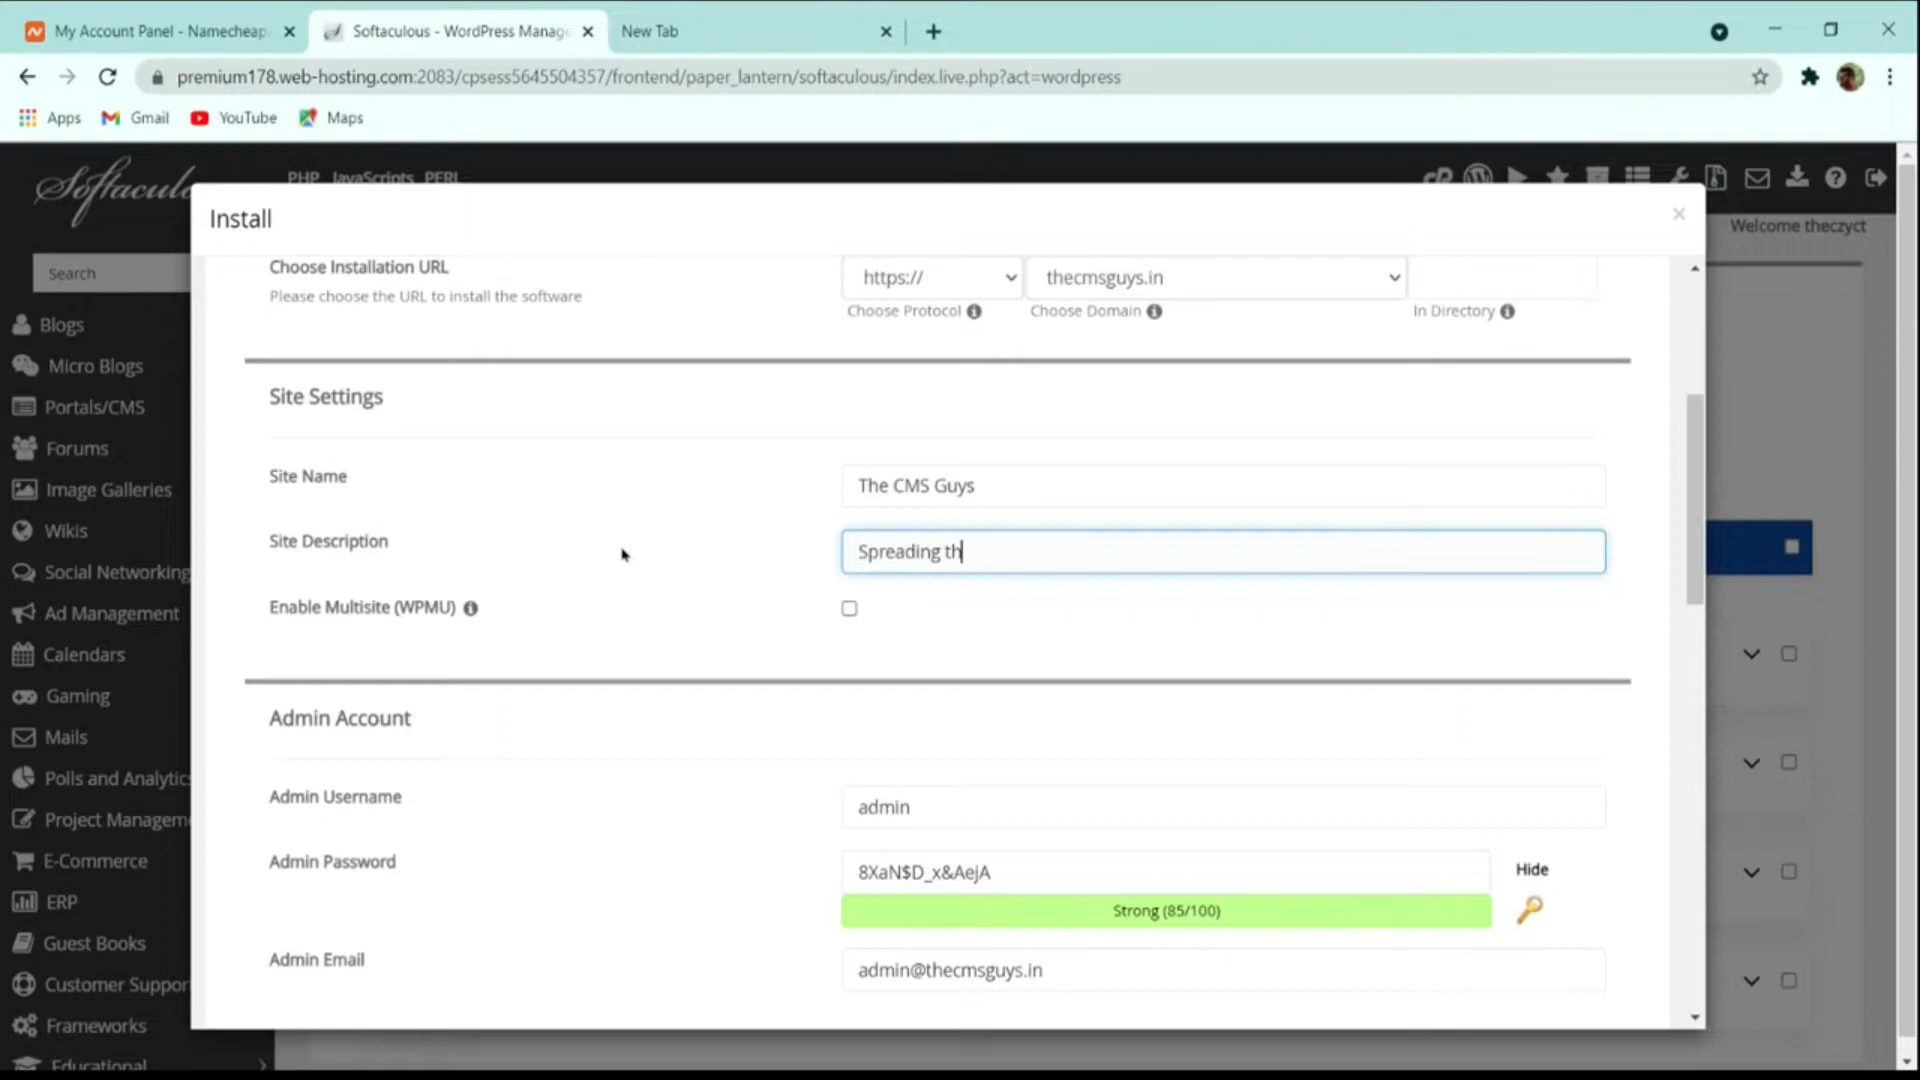 My Account Panel - Namecheap
Softaculous - WordPress Manage
New Tab
premium178.web-hosting.com:2083/cpsess5645504357/frontend/paper_lantern/softaculous/index.live.php?act=wordpress
Apps
Gmail
YouTube
Maps
PHP JavaScripts PERL
Welcome theczyct
Search
Blogs
Micro Blogs
Portals/CMS
Forums
Image Galleries
Wikis
Social Networking
Ad Management
Calendars
Gaming
Mails
Polls and Analytics
Project Managem
E-Commerce
ERP
Guest Books
Customer Suppor
Frameworks
Educational
Install
Choose Installation URL
Please choose the URL to install the software
https://
thecmsguys.in
Choose Protocol
Choose Domain
In Directory
Site Settings
Site Name
The CMS Guys
Site Description
Spreading th
Enable Multisite (WPMU)
Admin Account
Admin Username
admin
Admin Password
8XaN$D_x&AejA
Hide
Strong (85/100)
Admin Email
admin@thecmsguys.in